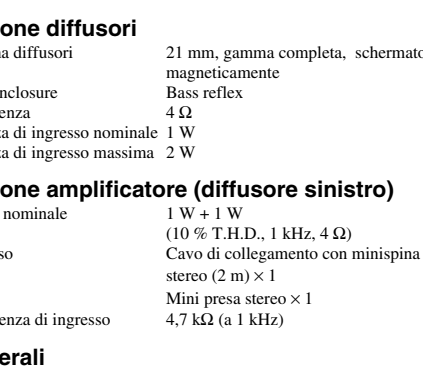 one diffusori
a diffusori 21 mm, gamma completa, schermato
magneticamente
nclosure Bass reflex
enza 4 Ω
za di ingresso nominale 1 W
za di ingresso massima 2 W
one amplificatore (diffusore sinistro)
nominale 1 W + 1 W
(10 % T.H.D., 1 kHz, 4 Ω)
so Cavo di collegamento con minispina
stereo (2 m) × 1
Mini presa stereo × 1
enza di ingresso 4,7 kΩ (a 1 kHz)
erali